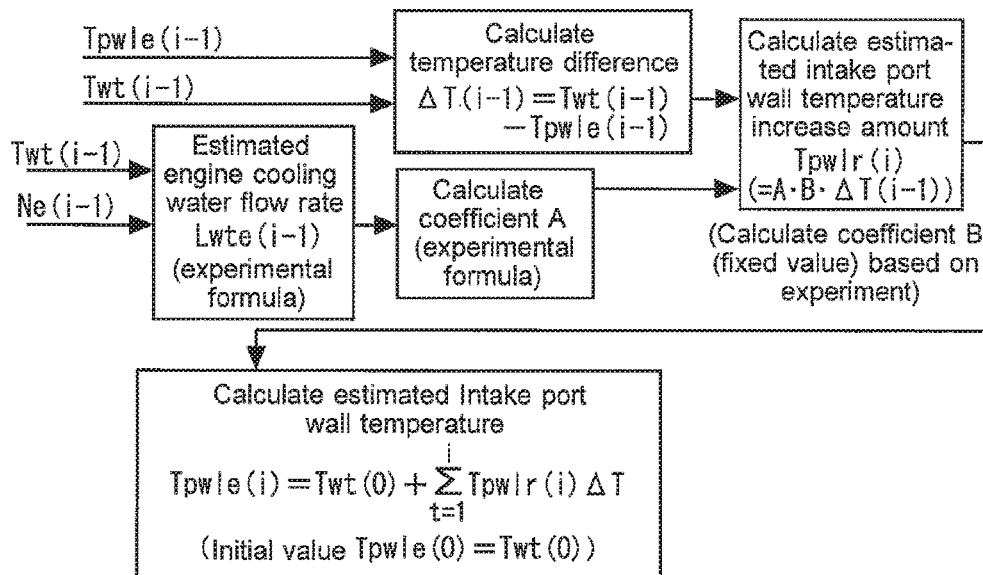 Tpwle(i−1)
Twt(i−1)
Calculate
temperature difference
ΔT.(i−1)=Twt(i−1)
−Tpwle(i−1)
Calculate estima-
ted intake port
wall temperature
increase amount
Tpwlr(i)
(=A·B·ΔT(i−1))
Twt(i−1)
Ne(i−1)
Estimated
engine cooling
water flow rate
Lwte(i−1)
(experimental
formula)
Calculate
coefficient A
(experimental
formula)
(Calculate coefficient B
(fixed value) based on
experiment)
Calculate estimated Intake port
wall temperature
i
Tpwle(i)=Twt(0)+∑Tpwlr(i)ΔT
t=1
(Initial value Tpwle(0)=Twt(0))